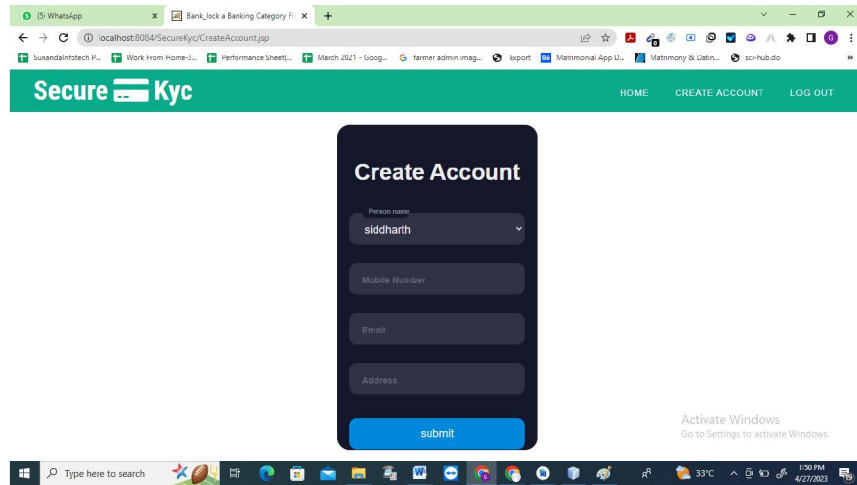 (5) WhatsApp
Bank_lock a Banking Category Fl
localhost:8084/SecureKyc/CreateAccount.jsp
SunandaInfotech P... Work From Home-J... Performance Sheet(... March 2021 - Goog... farmer admin imag... Export Matrimonial App D... Matrimony & Datin... sci-hub.do »
Secure Kyc
HOME CREATE ACCOUNT LOG OUT
Create Account
Person name
siddharth
Mobile Number
Email
Address
submit
Activate Windows
Go to Settings to activate Windows.
Type here to search
33°C
1:50 PM
4/27/2023
19